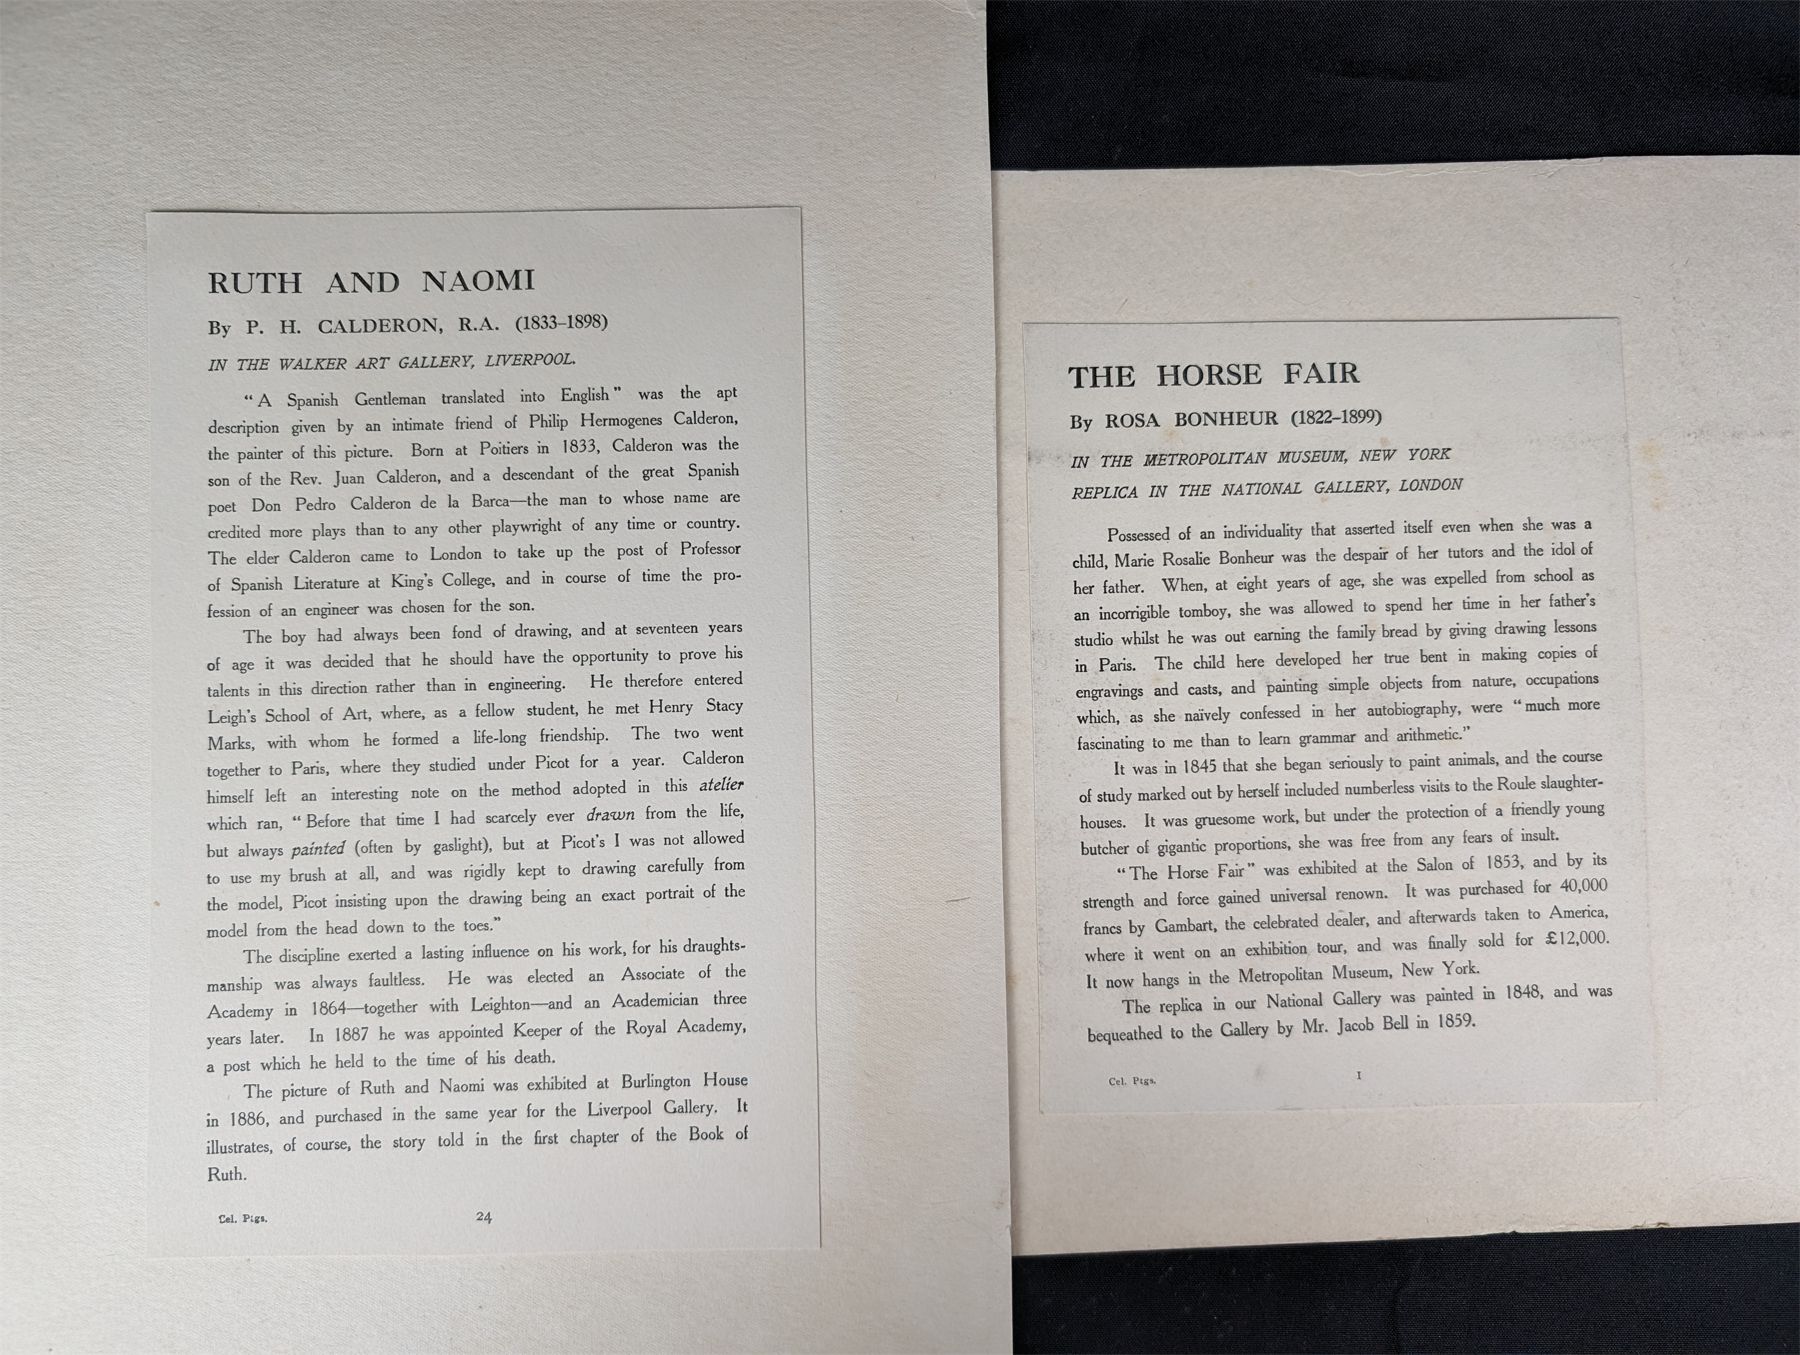 RUTH AND NAOMI
By P. H. CALDERON, R.A. (1833–1898)
IN THE WALKER ART GALLERY, LIVERPOOL.
“A Spanish Gentleman translated into English” was the apt
description given by an intimate friend of Philip Hermogenes Calderon,
the painter of this picture. Born at Poitiers in 1833, Calderon was the
son of the Rev. Juan Calderon, and a descendant of the great Spanish
poet Don Pedro Calderon de la Barca—the man to whose name are
credited more plays than to any other playwright of any time or country.
The elder Calderon came to London to take up the post of Professor
of Spanish Literature at King’s College, and in course of time the pro-
fession of an engineer was chosen for the son.
The boy had always been fond of drawing, and at seventeen years
of age it was decided that he should have the opportunity to prove his
talents in this direction rather than in engineering. He therefore entered
Leigh’s School of Art, where, as a fellow student, he met Henry Stacy
Marks, with whom he formed a life-long friendship. The two went
together to Paris, where they studied under Picot for a year. Calderon
himself left an interesting note on the method adopted in this atelier
which ran, “Before that time I had scarcely ever drawn from the life,
but always painted (often by gaslight), but at Picot’s I was not allowed
to use my brush at all, and was rigidly kept to drawing carefully from
the model, Picot insisting upon the drawing being an exact portrait of the
model from the head down to the toes.”
The discipline exerted a lasting influence on his work, for his draughts-
manship was always faultless. He was elected an Associate of the
Academy in 1864—together with Leighton—and an Academician three
years later. In 1887 he was appointed Keeper of the Royal Academy,
a post which he held to the time of his death.
The picture of Ruth and Naomi was exhibited at Burlington House
in 1886, and purchased in the same year for the Liverpool Gallery. It
illustrates, of course, the story told in the first chapter of the Book of
Ruth.
Cel. Ptgs.
24
THE HORSE FAIR
By ROSA BONHEUR (1822–1899)
IN THE METROPOLITAN MUSEUM, NEW YORK
REPLICA IN THE NATIONAL GALLERY, LONDON
Possessed of an individuality that asserted itself even when she was a
child, Marie Rosalie Bonheur was the despair of her tutors and the idol of
her father. When, at eight years of age, she was expelled from school as
an incorrigible tomboy, she was allowed to spend her time in her father’s
studio whilst he was out earning the family bread by giving drawing lessons
in Paris. The child here developed her true bent in making copies of
engravings and casts, and painting simple objects from nature, occupations
which, as she naïvely confessed in her autobiography, were “much more
fascinating to me than to learn grammar and arithmetic.”
It was in 1845 that she began seriously to paint animals, and the course
of study marked out by herself included numberless visits to the Roule slaughter-
houses. It was gruesome work, but under the protection of a friendly young
butcher of gigantic proportions, she was free from any fears of insult.
“The Horse Fair” was exhibited at the Salon of 1853, and by its
strength and force gained universal renown. It was purchased for 40,000
francs by Gambart, the celebrated dealer, and afterwards taken to America,
where it went on an exhibition tour, and was finally sold for £12,000.
It now hangs in the Metropolitan Museum, New York.
The replica in our National Gallery was painted in 1848, and was
bequeathed to the Gallery by Mr. Jacob Bell in 1859.
Cel. Ptgs.
1